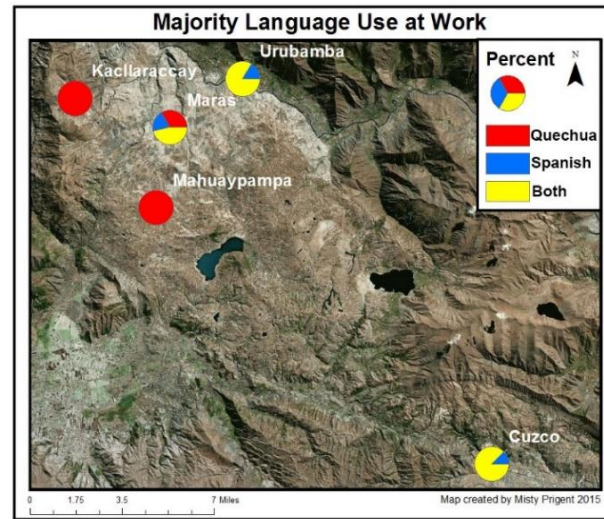 Majority Language Use at Work
Urubamba
Kacllaraccay
Maras
Mahuaypampa
Cuzco
Percent
N
Quechua
Spanish
Both
0 1.75 3.5 7 Miles
Map created by Misty Prigent 2015